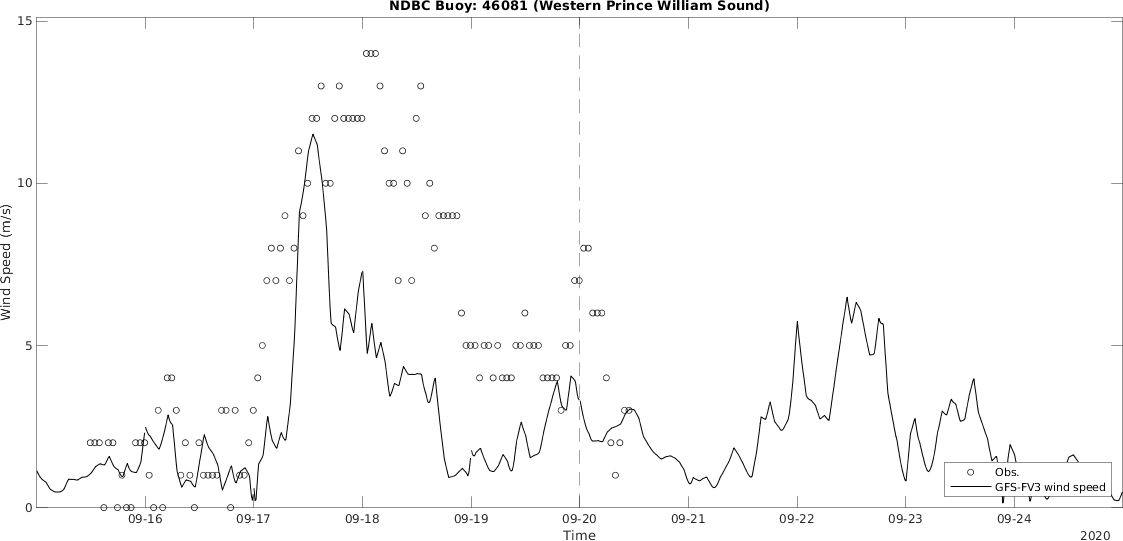 NDBC Buoy: 46081 (Western Prince William Sound)
15
10
5
0
Wind Speed (m/s)
Obs.
GFS-FV3 wind speed
09-16 09-17 09-18 09-19 09-20 09-21 09-22 09-23 09-24
Time
2020